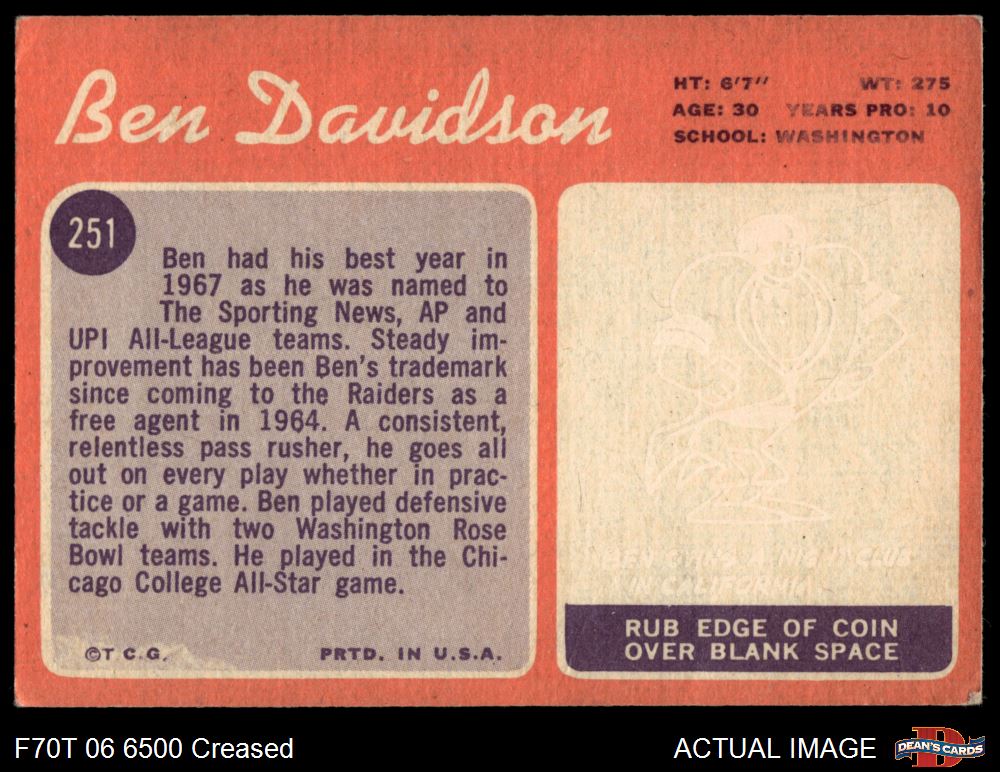 Ben Davidson
HT: 6'7" WT: 275
AGE: 30 YEARS PRO: 10
SCHOOL: WASHINGTON
251
Ben had his best year in
1967 as he was named to
The Sporting News, AP and
UPI All-League teams. Steady im-
provement has been Ben's trademark
since coming to the Raiders as a
free agent in 1964. A consistent,
relentless pass rusher, he goes all
out on every play whether in prac-
tice or a game. Ben played defensive
tackle with two Washington Rose
Bowl teams. He played in the Chi-
cago College All-Star game.
©T.C.G. PRTD. IN U.S.A.
BEN A NIGHT CLUB
IN CALIFORNIA
RUB EDGE OF COIN
OVER BLANK SPACE
F70T 06 6500 Creased
ACTUAL IMAGE
DEAN'S CARDS